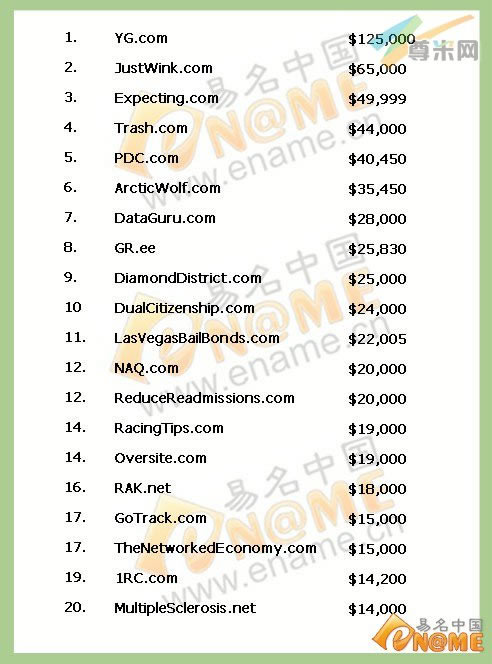 1. YG.com $125,000
尊米网
2. JustWink.com $65,000
3. Expecting.com $49,999
4. Trash.com $44,000
5. PDC.com $40,450
6. ArcticWolf.com $35,450
7. DataGuru.com $28,000
8. GR.ee $25,830
9. DiamondDistrict.com $25,000
10 DualCitizenship.com $24,000
11. LasVegasBailBonds.com $22,005
12. NAQ.com $20,000
12. ReduceReadmissions.com $20,000
14. RacingTips.com $19,000
14. Oversite.com $19,000
16. RAK.net $18,000
17. GoTrack.com $15,000
17. TheNetworkedEconomy.com $15,000
19. 1RC.com $14,200
20. MultipleSclerosis.net $14,000
易名中国
eN@ME
www.ename.cn
易名中国
eN@ME
www.ename.cn
易名中国
eN@ME
www.ename.cn
易名中国
eNAME